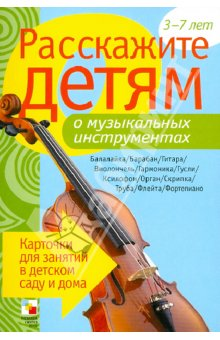 3–7 лет
Расскажите
детям
о музыкальных
инструментах
Балалайка/Барабан/Гитара/
Виолончель/Гармоника/Гусли/
Ксилофон/Орган/Скрипка/
Труба/Флейта/Фортепиано
Карточки
для занятий
в детском
саду и дома